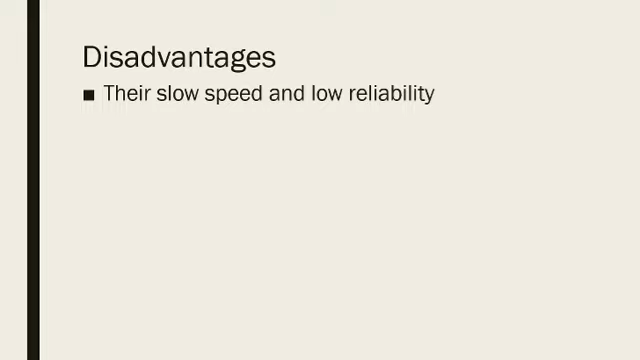 Disadvantages
■ Their slow speed and low reliability